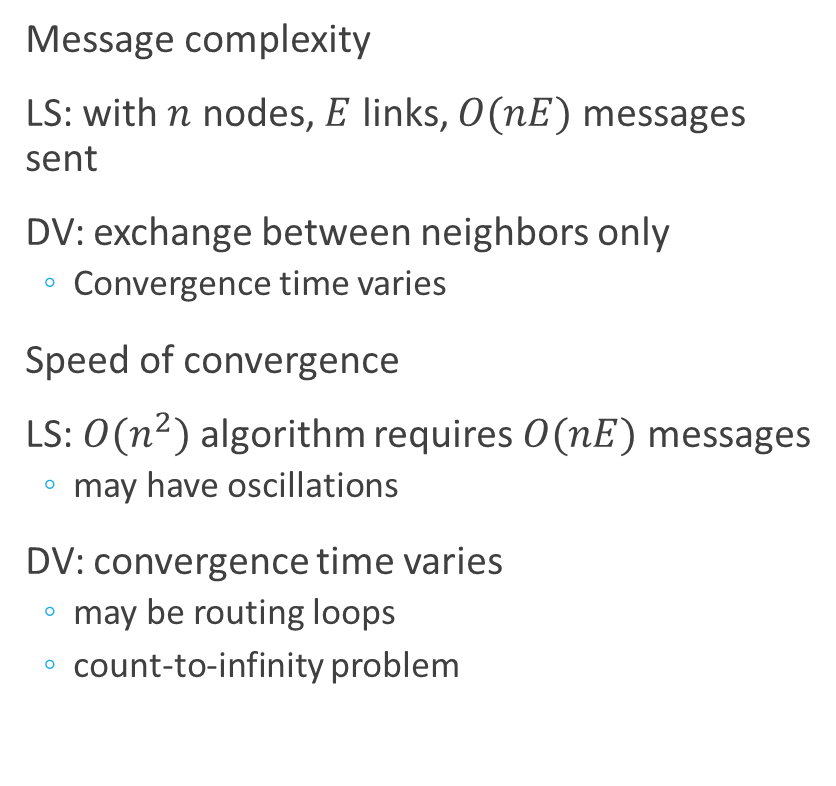 Message complexity
LS: with n nodes, E links, O(nE) messages
sent
DV: exchange between neighbors only
◦ Convergence time varies
Speed of convergence
LS: O(n²) algorithm requires O(nE) messages
◦ may have oscillations
DV: convergence time varies
◦ may be routing loops
◦ count-to-infinity problem